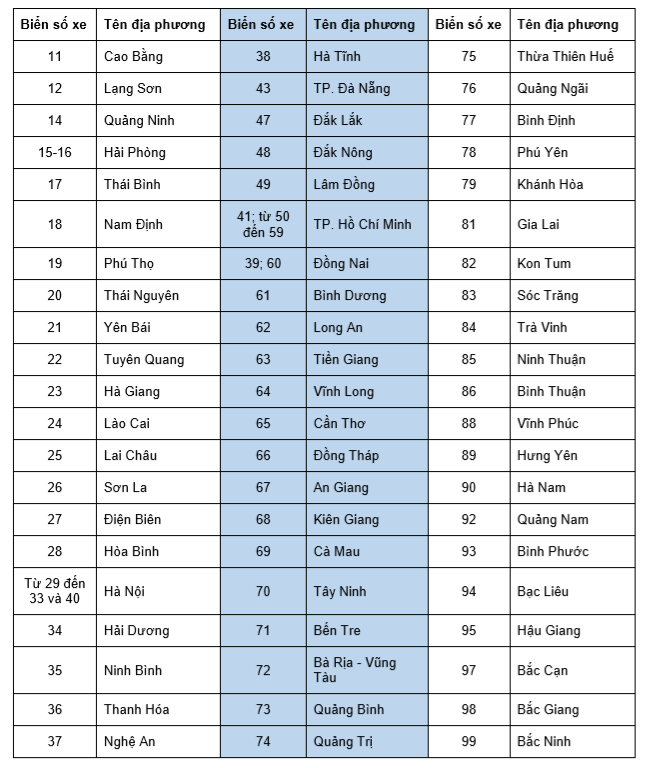 Biển số xe Tên địa phương Biển số xe Tên địa phương Biển số xe Tên địa phương
11 Cao Bằng 38 Hà Tĩnh 75 Thừa Thiên Huế
12 Lạng Sơn 43 TP. Đà Nẵng 76 Quảng Ngãi
14 Quảng Ninh 47 Đắk Lắk 77 Bình Định
15-16 Hải Phòng 48 Đắk Nông 78 Phú Yên
17 Thái Bình 49 Lâm Đồng 79 Khánh Hòa
18 Nam Định 41; từ 50 đến 59 TP. Hồ Chí Minh 81 Gia Lai
19 Phú Thọ 39; 60 Đồng Nai 82 Kon Tum
20 Thái Nguyên 61 Bình Dương 83 Sóc Trăng
21 Yên Bái 62 Long An 84 Trà Vinh
22 Tuyên Quang 63 Tiền Giang 85 Ninh Thuận
23 Hà Giang 64 Vĩnh Long 86 Bình Thuận
24 Lào Cai 65 Cần Thơ 88 Vĩnh Phúc
25 Lai Châu 66 Đồng Tháp 89 Hưng Yên
26 Sơn La 67 An Giang 90 Hà Nam
27 Điện Biên 68 Kiên Giang 92 Quảng Nam
28 Hòa Bình 69 Cà Mau 93 Bình Phước
Từ 29 đến 33 và 40 Hà Nội 70 Tây Ninh 94 Bạc Liêu
34 Hải Dương 71 Bến Tre 95 Hậu Giang
35 Ninh Bình 72 Bà Rịa - Vũng Tàu 97 Bắc Cạn
36 Thanh Hóa 73 Quảng Bình 98 Bắc Giang
37 Nghệ An 74 Quảng Trị 99 Bắc Ninh